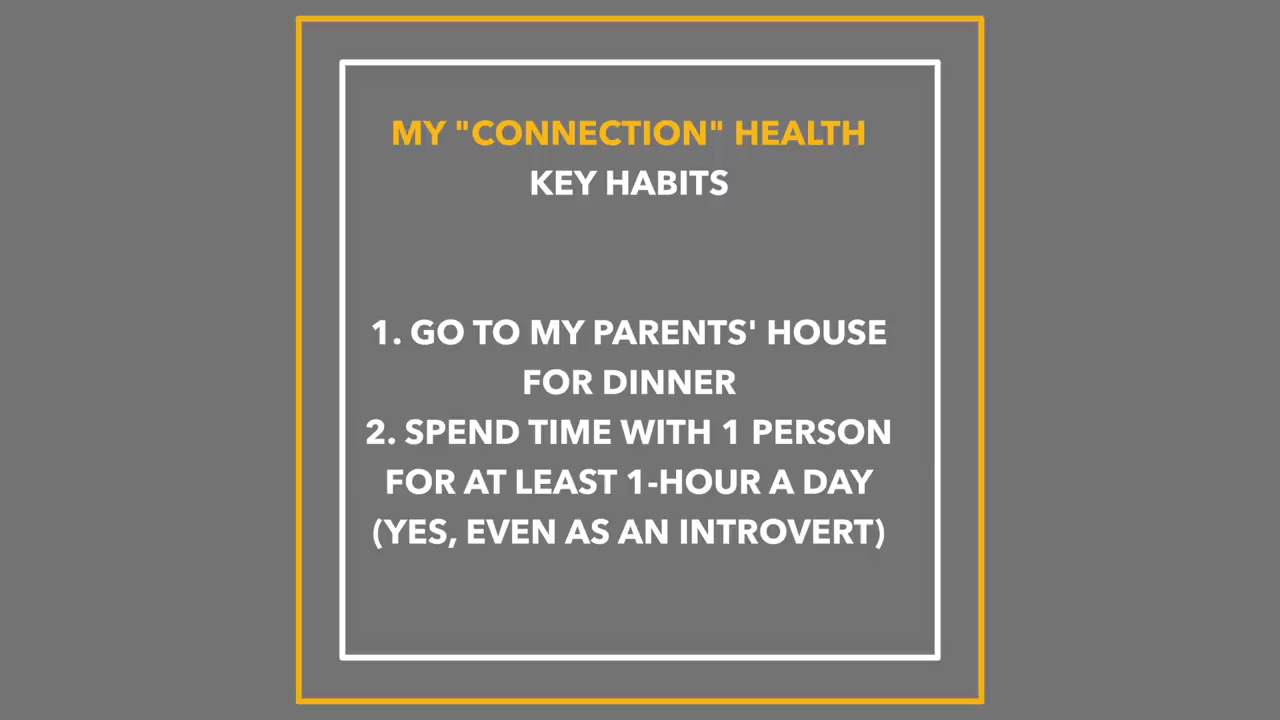 MY "CONNECTION" HEALTH
KEY HABITS
1. GO TO MY PARENTS' HOUSE
FOR DINNER
2. SPEND TIME WITH 1 PERSON
FOR AT LEAST 1-HOUR A DAY
(YES, EVEN AS AN INTROVERT)